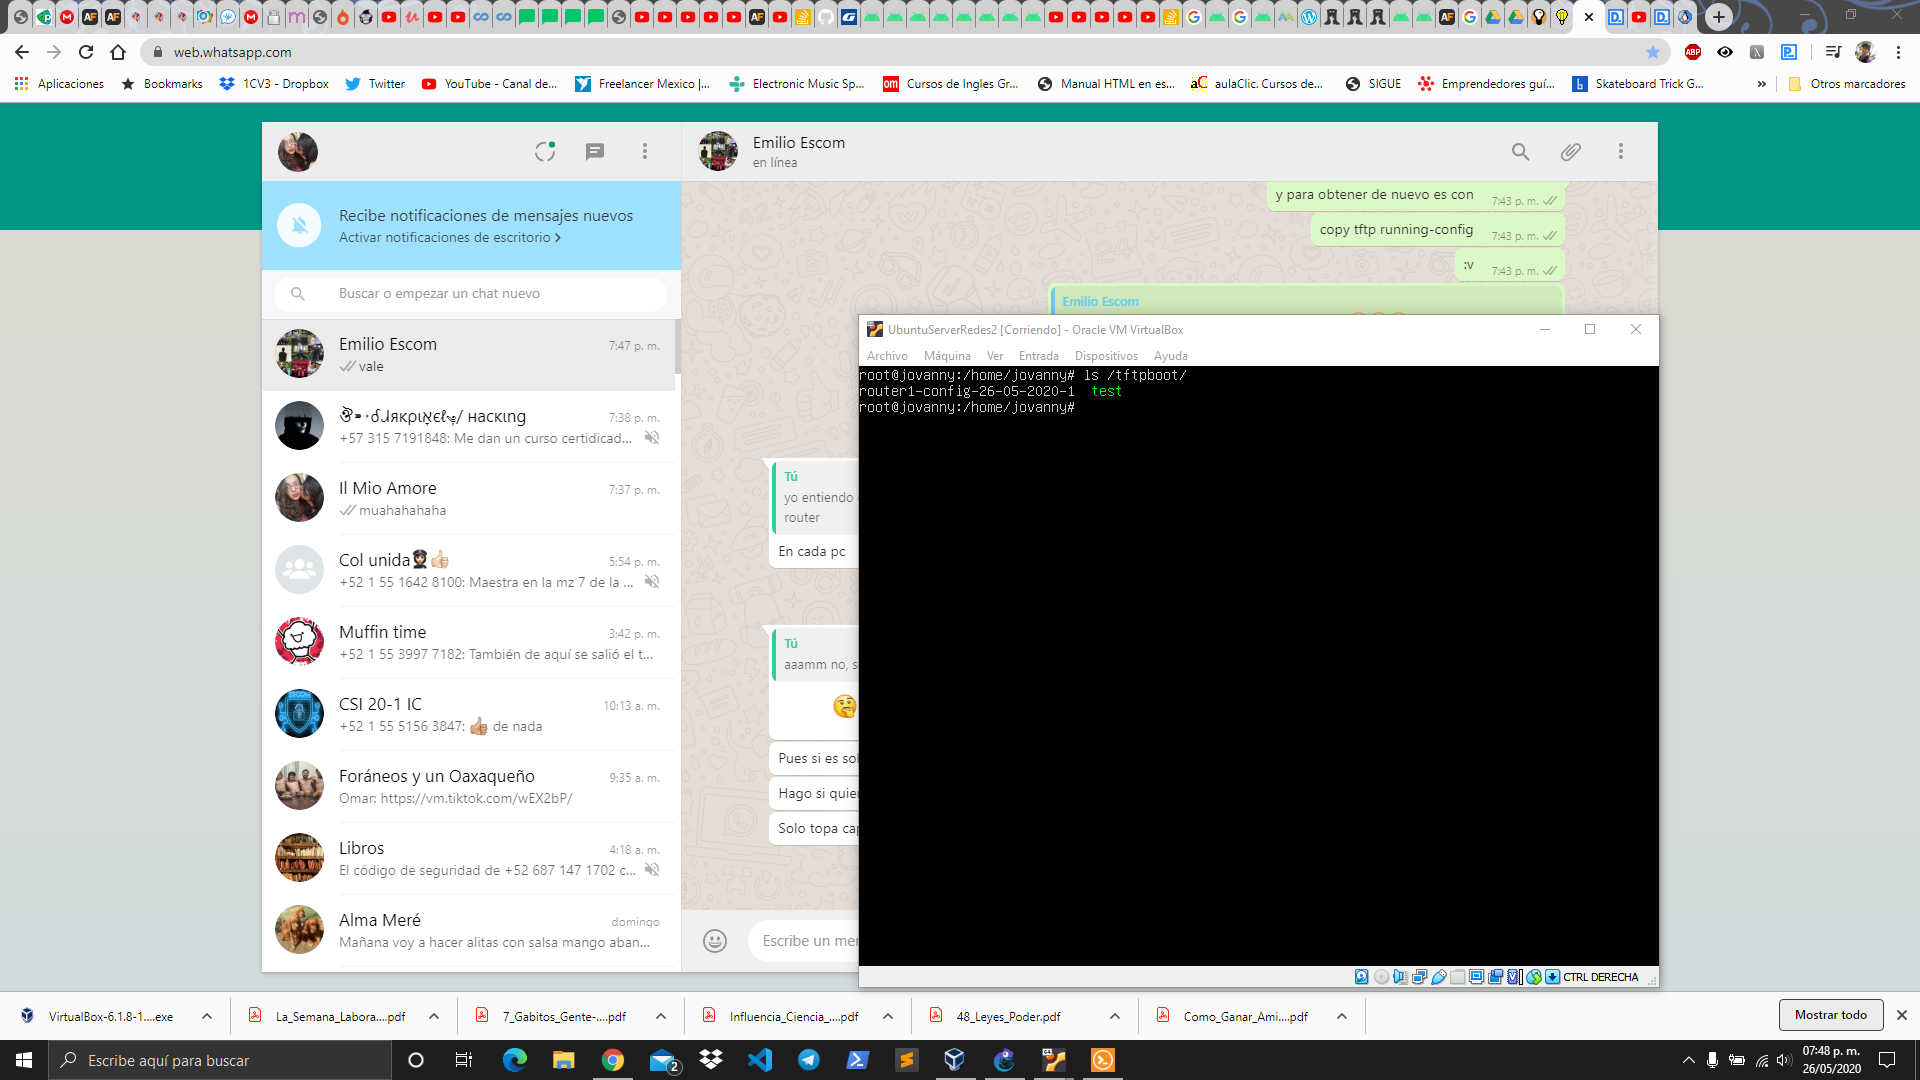 web.whatsapp.com
Aplicaciones
Bookmarks
1CV3 - Dropbox
Twitter
YouTube - Canal de...
Freelancer Mexico |...
Electronic Music Sp...
Cursos de Ingles Gr...
Manual HTML en es...
aulaClic. Cursos de...
SIGUE
Emprendedores guí...
Skateboard Trick G...
»
Otros marcadores
Recibe notificaciones de mensajes nuevos
Activar notificaciones de escritorio >
Buscar o empezar un chat nuevo
Emilio Escom
7:47 p. m.
vale
7:38 p. m.
+57 315 7191848: Me dan un curso certidicad...
Il Mio Amore
7:37 p. m.
muahahahaha
Col unida👮🏻‍♀️👍🏻
5:54 p. m.
+52 1 55 1642 8100: Maestra en la mz 7 de la ...
Muffin time
3:42 p. m.
+52 1 55 3997 7182: También de aquí se salió el t...
CSI 20-1 IC
10:13 a. m.
+52 1 55 5156 3847: 👍🏼 de nada
Foráneos y un Oaxaqueño
9:35 a. m.
Omar: https://vm.tiktok.com/wEX2bP/
Libros
4:18 a. m.
El código de seguridad de +52 687 147 1702 c...
Alma Meré
domingo
Mañana voy a hacer alitas con salsa mango aban...
Emilio Escom
en línea
y para obtener de nuevo es con
7:43 p. m.
copy tftp running-config
7:43 p. m.
:v
7:43 p. m.
Emilio Escom
Tú
yo entiendo
router
En cada pc
Tú
aaamm no, s
🤔
Pues si es sol
Hago si quier
Solo topa cap
Escribe un mer
UbuntuServerRedes2 [Corriendo] - Oracle VM VirtualBox
Archivo Máquina Ver Entrada Dispositivos Ayuda
root@jovanny:/home/jovanny# ls /tftpboot/
router1-config-26-05-2020-1 test
root@jovanny:/home/jovanny#
CTRL DERECHA
VirtualBox-6.1.8-1....exe
La_Semana_Labora....pdf
7_Gabitos_Gente-....pdf
Influencia_Ciencia_....pdf
48_Leyes_Poder.pdf
Como_Ganar_Ami....pdf
Mostrar todo
Escribe aquí para buscar
2
07:48 p. m.
26/05/2020